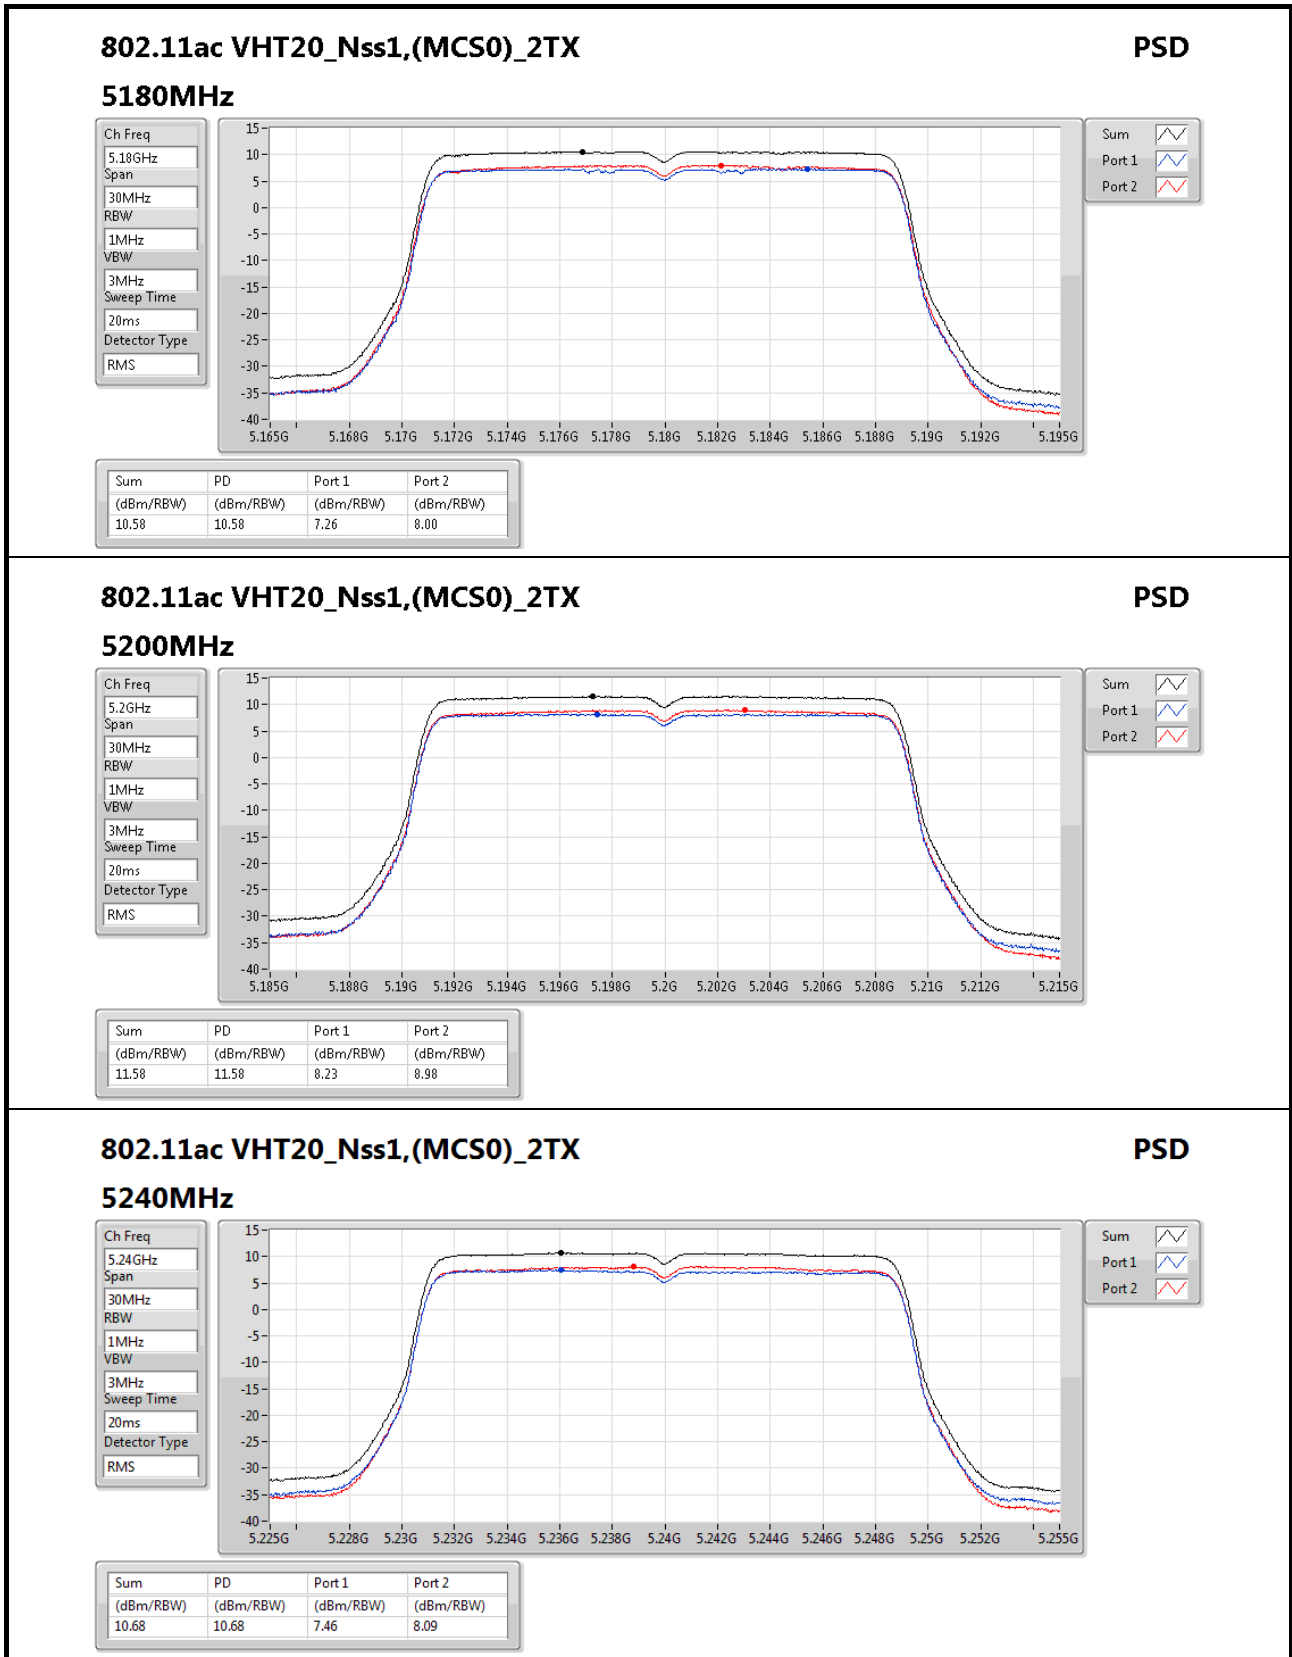 802.11ac VHT20_Nss1,(MCS0)_2TX PSD
5180MHz
Ch Freq
5.18GHz
Span
30MHz
RBW
1MHz
VBW
3MHz
Sweep Time
20ms
Detector Type
RMS
15
10
5
0
-5
-10
-15
-20
-25
-30
-35
-40
5.165G 5.168G 5.17G 5.172G 5.174G 5.176G 5.178G 5.18G 5.182G 5.184G 5.186G 5.188G 5.19G 5.192G 5.195G
Sum
Port 1
Port 2
Sum PD Port 1 Port 2
(dBm/RBW) (dBm/RBW) (dBm/RBW) (dBm/RBW)
10.58 10.58 7.26 8.00
802.11ac VHT20_Nss1,(MCS0)_2TX PSD
5200MHz
Ch Freq
5.2GHz
Span
30MHz
RBW
1MHz
VBW
3MHz
Sweep Time
20ms
Detector Type
RMS
15
10
5
0
-5
-10
-15
-20
-25
-30
-35
-40
5.185G 5.188G 5.19G 5.192G 5.194G 5.196G 5.198G 5.2G 5.202G 5.204G 5.206G 5.208G 5.21G 5.212G 5.215G
Sum
Port 1
Port 2
Sum PD Port 1 Port 2
(dBm/RBW) (dBm/RBW) (dBm/RBW) (dBm/RBW)
11.58 11.58 8.23 8.98
802.11ac VHT20_Nss1,(MCS0)_2TX PSD
5240MHz
Ch Freq
5.24GHz
Span
30MHz
RBW
1MHz
VBW
3MHz
Sweep Time
20ms
Detector Type
RMS
15
10
5
0
-5
-10
-15
-20
-25
-30
-35
-40
5.225G 5.228G 5.23G 5.232G 5.234G 5.236G 5.238G 5.24G 5.242G 5.244G 5.246G 5.248G 5.25G 5.252G 5.255G
Sum
Port 1
Port 2
Sum PD Port 1 Port 2
(dBm/RBW) (dBm/RBW) (dBm/RBW) (dBm/RBW)
10.68 10.68 7.46 8.09